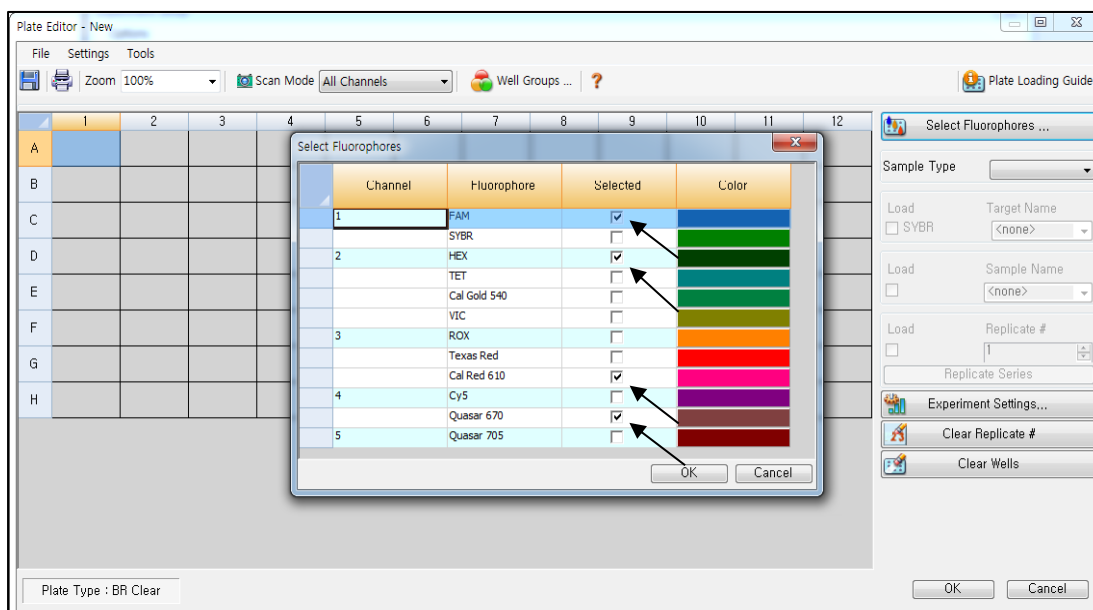 Plate Editor - New
File Settings Tools
Zoom 100% Scan Mode All Channels Well Groups ... ? Plate Loading Guide
1 2 3 4 5 6 7 8 9 10 11 12
A
B
C
D
E
F
G
H
Select Fluorophores
Channel Fluorophore Selected Color
1 FAM
SYBR
2 HEX
TET
Cal Gold 540
VIC
3 ROX
Texas Red
Cal Red 610
4 Cy5
Quasar 670
5 Quasar 705
OK Cancel
Select Fluorophores ...
Sample Type
Load Target Name
SYBR <none>
Load Sample Name
<none>
Load Replicate #
1
Replicate Series
Experiment Settings...
Clear Replicate #
Clear Wells
Plate Type : BR Clear
OK Cancel